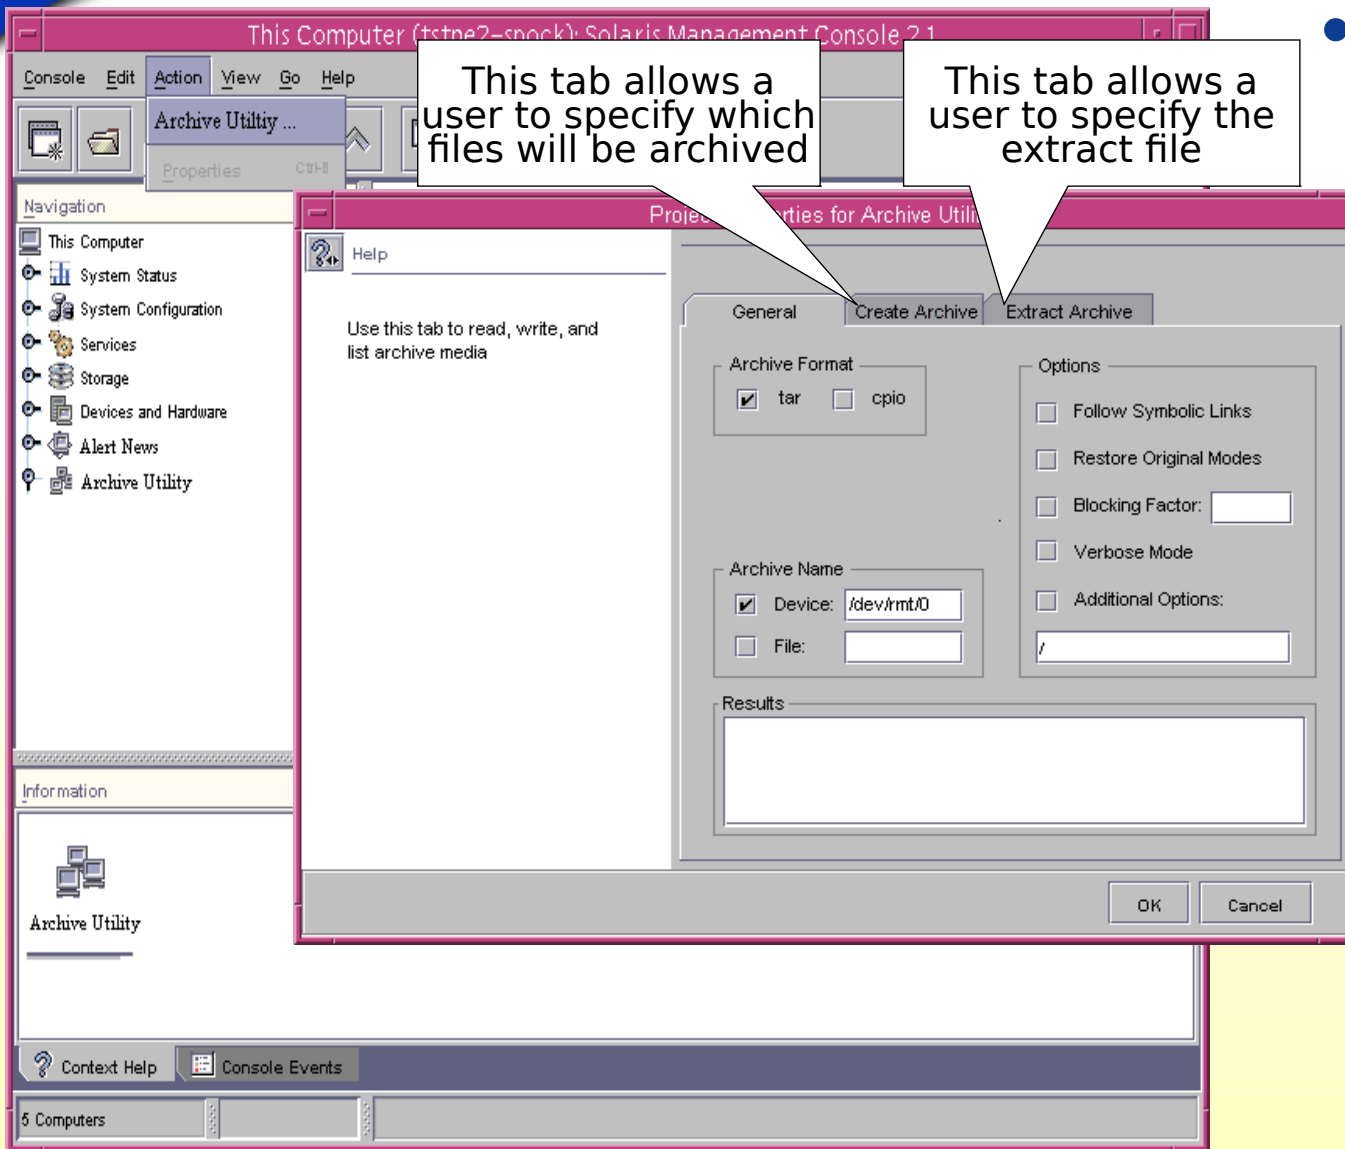 This Computer (tstpe2-spock): Solaris Management Console 2.1
Console Edit Action View Go Help
Archive Utiltiy ...
Properties
This tab allows a
user to specify which
files will be archived
This tab allows a
user to specify the
extract file
Navigation
This Computer
System Status
System Configuration
Services
Storage
Devices and Hardware
Alert News
Archive Utility
Help
Use this tab to read, write, and
list archive media
for Archive
General Create Archive Extract Archive
Archive Format
tar cpio
Options
Follow Symbolic Links
Restore Original Modes
Blocking Factor:
Verbose Mode
Additional Options:
/
Archive Name
Device: /dev/rmt/0
File:
Results
OK Cancel
Information
Archive Utility
Context Help Console Events
5 Computers